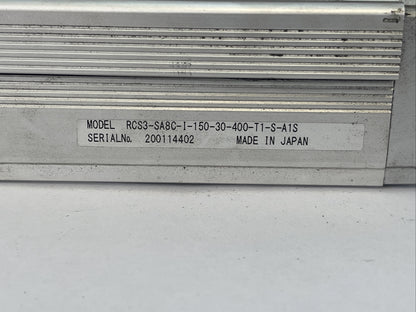 MODEL RCS3-SA8C-I-150-30-400-T1-S-A1S
SERIALNo. 200114402 MADE IN JAPAN